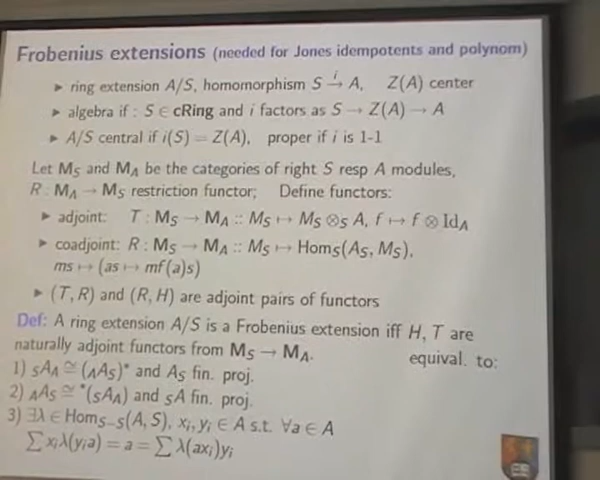 Frobenius extensions (needed for Jones idempotents and polynom)
▸ ring extension A/S, homomorphism S →ⁱ A, Z(A) center
▸ algebra if : S ∈ cRing and i factors as S → Z(A) → A
▸ A/S central if i(S) = Z(A), proper if i is 1-1
Let M_S and M_A be the categories of right S resp A modules,
R : M_A → M_S restriction functor; Define functors:
▸ adjoint: T : M_S → M_A :: M_S ↦ M_S ⊗_S A, f ↦ f ⊗ Id_A
▸ coadjoint: R : M_S → M_A :: M_S ↦ Hom_S(A_S, M_S),
ms ↦ (as ↦ mf(a)s)
▸ (T, R) and (R, H) are adjoint pairs of functors
Def: A ring extension A/S is a Frobenius extension iff H, T are
naturally adjoint functors from M_S → M_A. equival. to:
1) _SA_A ≅ (_AA_S)* and A_S fin. proj.
2) _AA_S ≅ *(_SA_A) and _SA fin. proj.
3) ∃λ ∈ Hom_{S−S}(A, S), x_i, y_i ∈ A s.t. ∀a ∈ A
∑ x_iλ(y_ia) = a = ∑ λ(ax_i)y_i